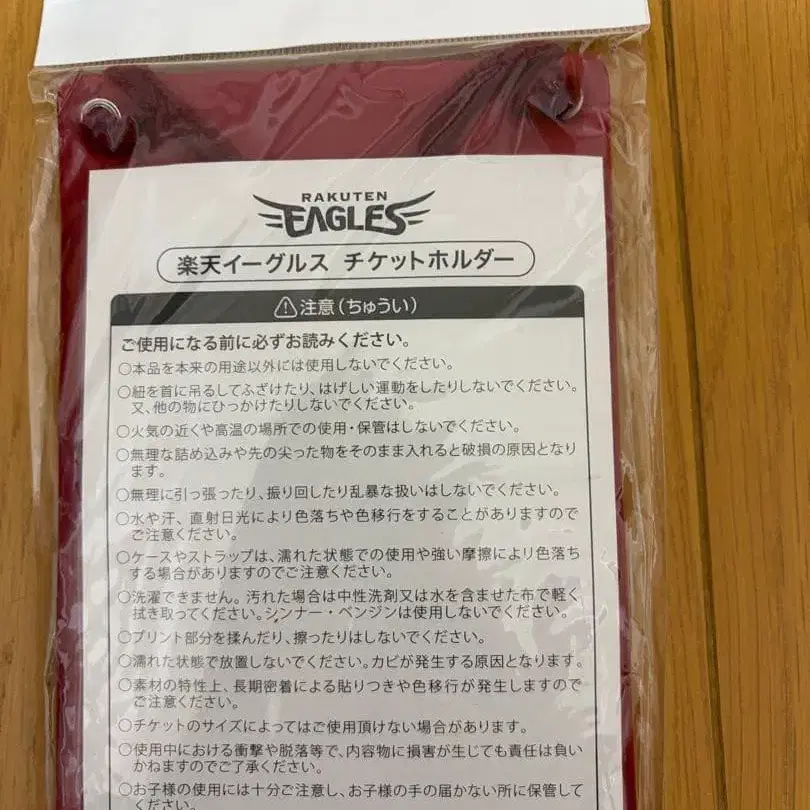 RAKUTEN
EAGLES
楽天イーグルス チケットホルダー
注意(ちゅうい)
ご使用になる前に必ずお読みください。
○本品を本来の用途以外には使用しないでください。
○紐を首に吊るしてふざけたり、はげしい運動をしたりしないでください。
又、他の物にひっかけたりしないでください。
○火気の近くや高温の場所での使用・保管はしないでください。
○無理な詰め込みや先の尖った物をそのまま入れると破損の原因となり
ます。
○無理に引っ張ったり、振り回したり乱暴な扱いはしないでください。
○水や汗、直射日光により色落ちや色移行をすることがありますので
ご注意ください。
○ケースやストラップは、濡れた状態での使用や強い摩擦により色落ち
する場合がありますのでご注意ください。
○洗濯できません。汚れた場合は中性洗剤又は水を含ませた布で軽く
拭き取ってください。シンナー・ベンジンは使用しないでください。
○プリント部分を揉んだり、擦ったりはしないでください。
○濡れた状態で放置しないでください。カビが発生する原因となります。
○素材の特性上、長期密着による貼りつきや色移行が発生しますので
ご注意ください。
○チケットのサイズによってはご使用頂けない場合があります。
○使用中における衝撃や脱落等で、内容物に損害が生じても責任は負い
かねますのでご了承ください。
○お子様の使用には十分ご注意し、お子様の手の届かない所に保管して
ください。